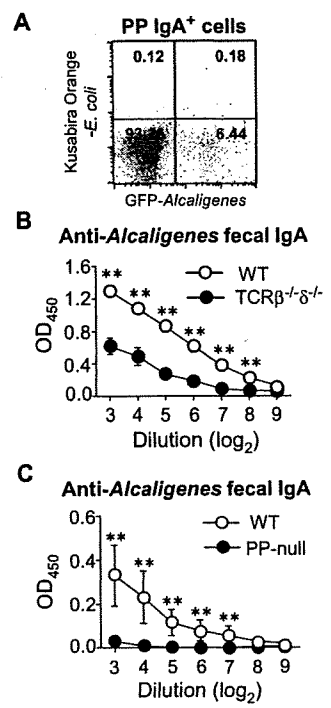 A
PP IgA+ cells
0.12 0.18
6.44
Kusabira Orange
-E. coli
GFP-Alcaligenes
B
Anti-Alcaligenes fecal IgA
WT
TCRβ-/-δ-/-
1.6
1.2
0.8
0.4
0.0
OD450
** ** ** ** ** **
3 4 5 6 7 8 9
Dilution (log2)
C
Anti-Alcaligenes fecal IgA
WT
PP-null
0.6
0.4
0.2
0.0
OD450
** ** ** ** **
3 4 5 6 7 8 9
Dilution (log2)